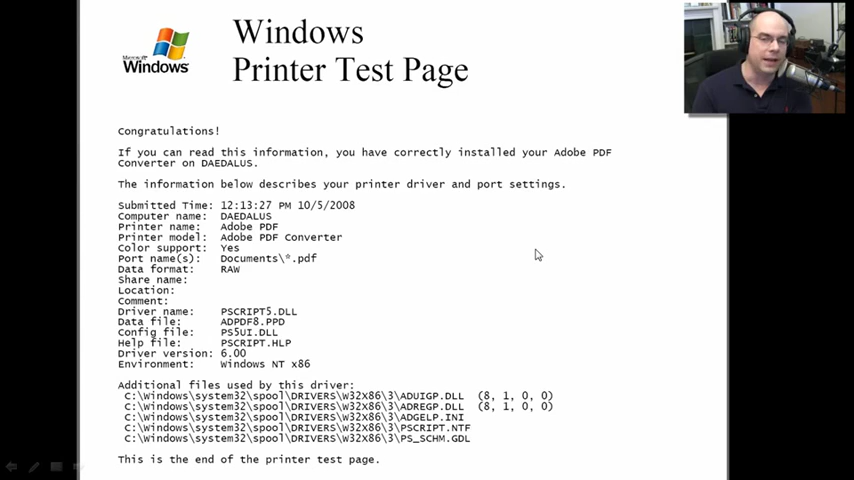 Microsoft
Windows
Windows
Printer Test Page
Congratulations!
If you can read this information, you have correctly installed your Adobe PDF
Converter on DAEDALUS.
The information below describes your printer driver and port settings.
Submitted Time: 12:13:27 PM 10/5/2008
Computer name: DAEDALUS
Printer name: Adobe PDF
Printer model: Adobe PDF Converter
Color support: Yes
Port name(s): Documents\*.pdf
Data format: RAW
Share name:
Location:
Comment:
Driver name: PSCRIPT5.DLL
Data file: ADPDF8.PPD
Config file: PS5UI.DLL
Help file: PSCRIPT.HLP
Driver version: 6.00
Environment: Windows NT x86
Additional files used by this driver:
C:\Windows\system32\spool\DRIVERS\W32X86\3\ADUIGP.DLL (8, 1, 0, 0)
C:\Windows\system32\spool\DRIVERS\W32X86\3\ADREGP.DLL (8, 1, 0, 0)
C:\Windows\system32\spool\DRIVERS\W32X86\3\ADGELP.INI
C:\Windows\system32\spool\DRIVERS\W32X86\3\PSCRIPT.NTF
C:\Windows\system32\spool\DRIVERS\W32X86\3\PS_SCHM.GDL
This is the end of the printer test page.